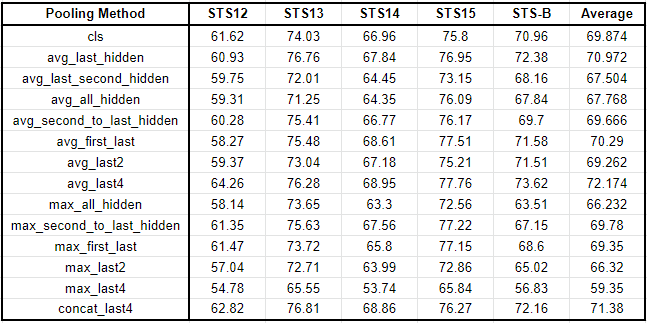 Pooling Method STS12 STS13 STS14 STS15 STS-B Average
cls 61.62 74.03 66.96 75.8 70.96 69.874
avg_last_hidden 60.93 76.76 67.84 76.95 72.38 70.972
avg_last_second_hidden 59.75 72.01 64.45 73.15 68.16 67.504
avg_all_hidden 59.31 71.25 64.35 76.09 67.84 67.768
avg_second_to_last_hidden 60.28 75.41 66.77 76.17 69.7 69.666
avg_first_last 58.27 75.48 68.61 77.51 71.58 70.29
avg_last2 59.37 73.04 67.18 75.21 71.51 69.262
avg_last4 64.26 76.28 68.95 77.76 73.62 72.174
max_all_hidden 58.14 73.65 63.3 72.56 63.51 66.232
max_second_to_last_hidden 61.35 75.63 67.56 77.22 67.15 69.78
max_first_last 61.47 73.72 65.8 77.15 68.6 69.35
max_last2 57.04 72.71 63.99 72.86 65.02 66.32
max_last4 54.78 65.55 53.74 65.84 56.83 59.35
concat_last4 62.82 76.81 68.86 76.27 72.16 71.38